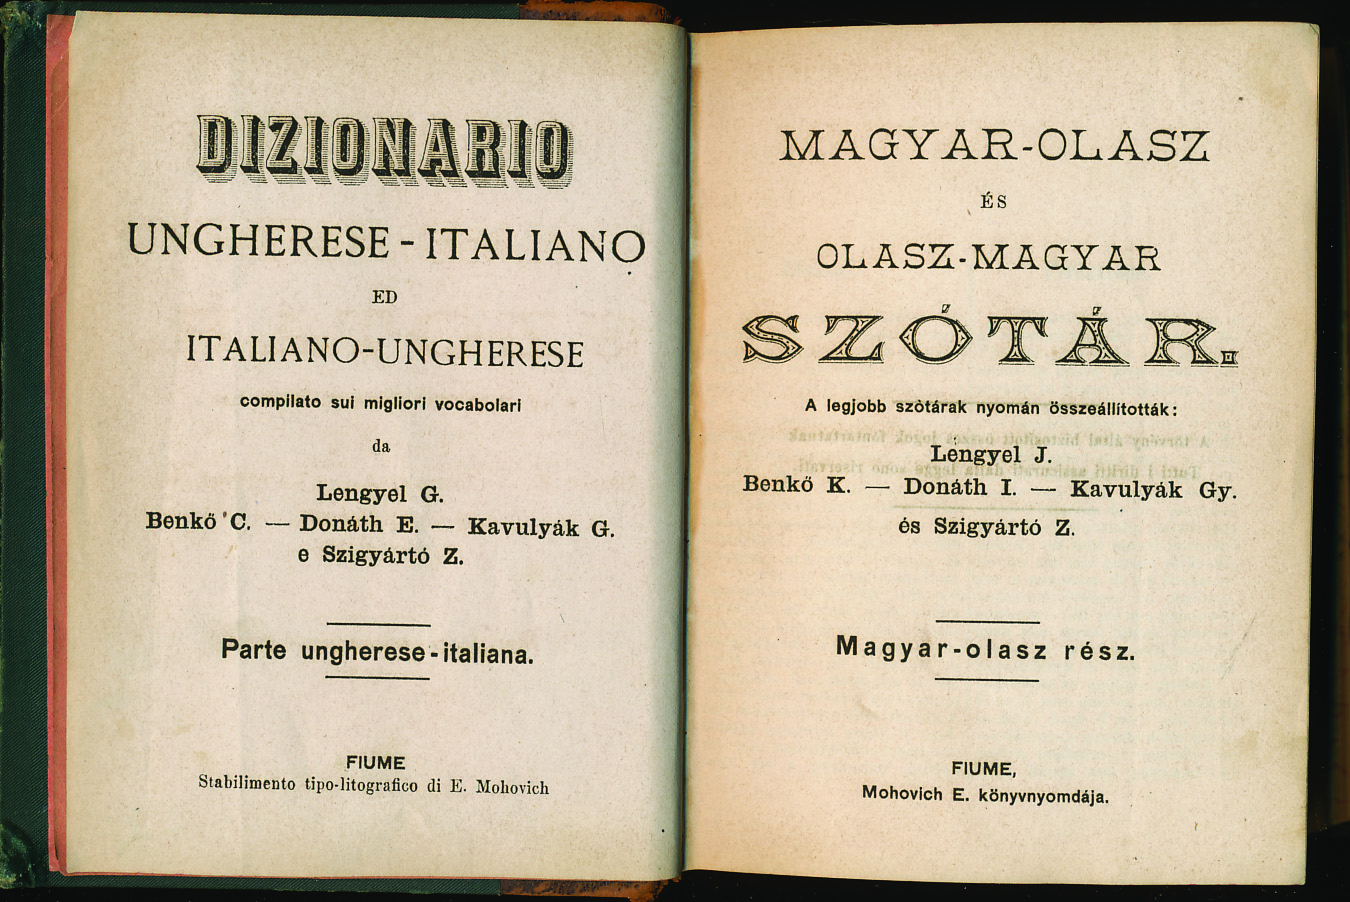 DIZIONARIO
UNGHERESE-ITALIANO
ED
ITALIANO-UNGHERESE
compilato sui migliori vocabolari
da
Lengyel G.
Benkő C. — Donáth E. — Kavulyák G.
e Szigyártó Z.
Parte ungherese-italiana.
FIUME
Stabilimento tipo-litografico di E. Mohovich
MAGYAR-OLASZ
ÉS
OLASZ-MAGYAR
SZÓTÁR.
A legjobb szòtárak nyomán összeállították:
Lengyel J.
Benkő K. — Donáth I. — Kavulyák Gy.
és Szigyártó Z.
Magyar-olasz rész.
FIUME,
Mohovich E. könyvnyomdája.